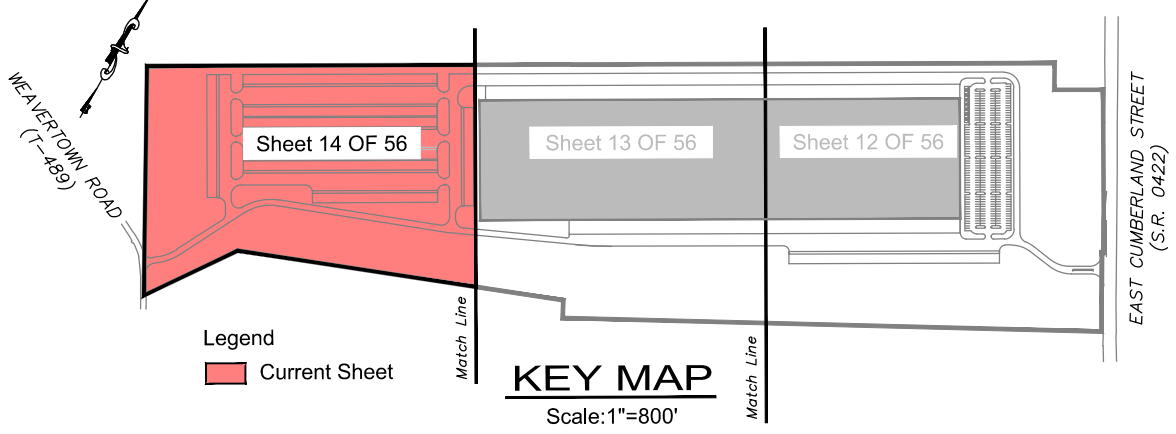 WEAVERTOWN ROAD
(T-489)
Sheet 14 OF 56
Sheet 13 OF 56
Sheet 12 OF 56
EAST CUMBERLAND STREET
(S.R. 0422)
Legend
Current Sheet
Match Line
KEY MAP
Scale:1"=800'
Match Line